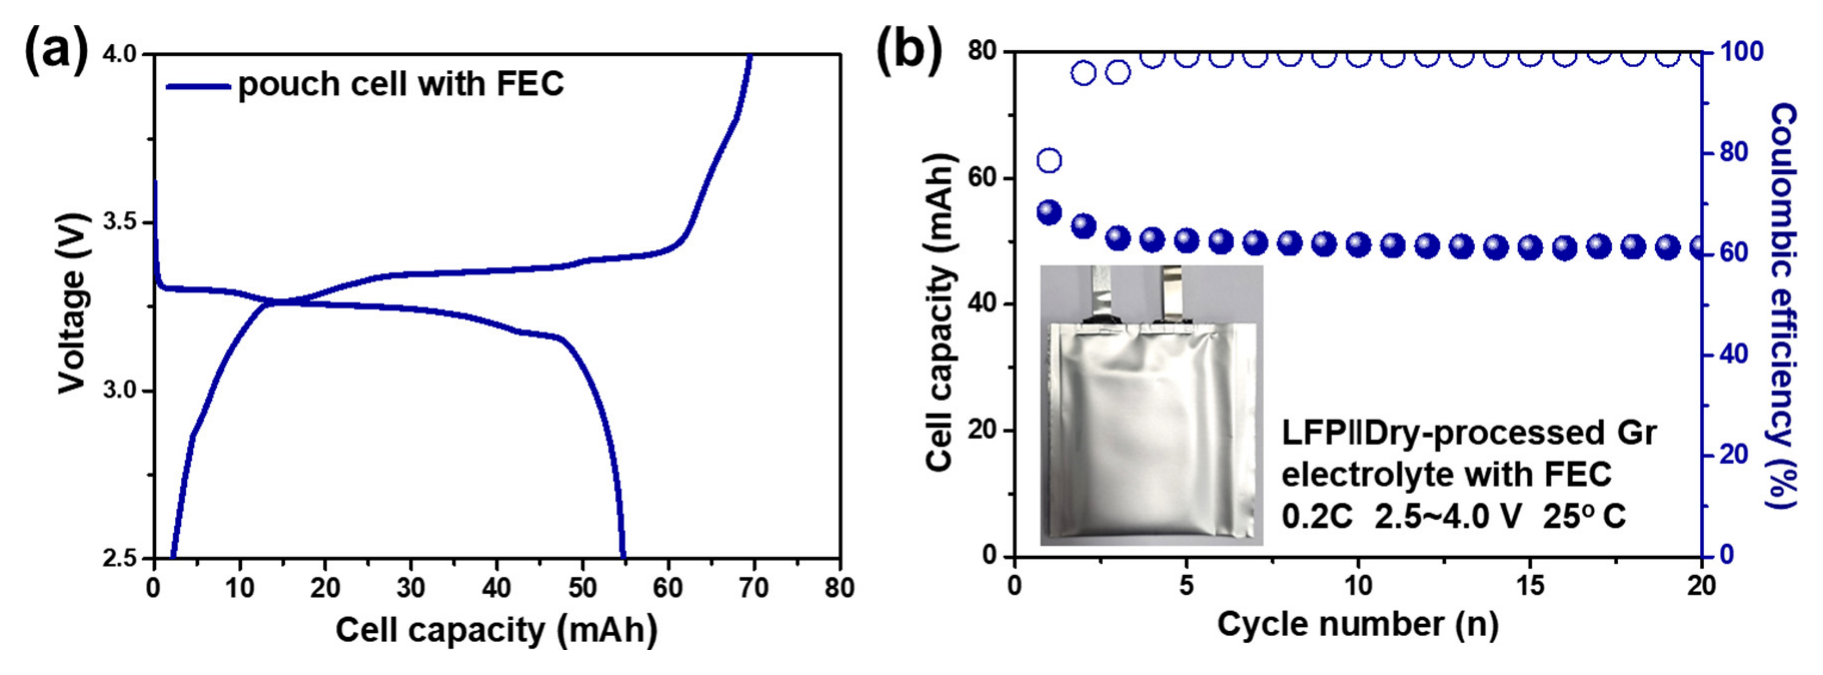 (a)
4.0
3.5
3.0
2.5
Voltage (V)
pouch cell with FEC
0 10 20 30 40 50 60 70 80
Cell capacity (mAh)
(b)
80
60
40
20
0
Cell capacity (mAh)
100
80
60
40
20
0
Coulombic efficiency (%)
LFP||Dry-processed Gr
electrolyte with FEC
0.2C 2.5~4.0 V 25º C
0 5 10 15 20
Cycle number (n)